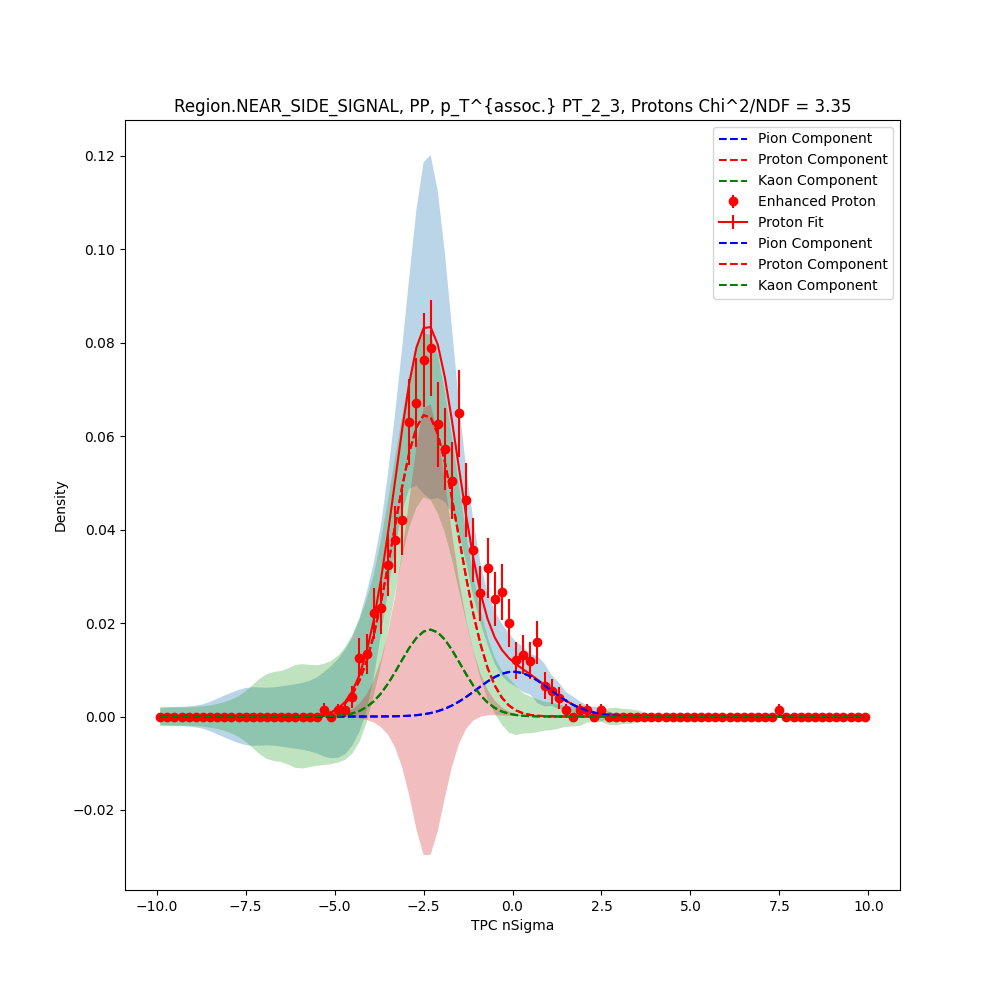 Region.NEAR_SIDE_SIGNAL, PP, p_T^{assoc.} PT_2_3, Protons Chi^2/NDF = 3.35
Pion Component
Proton Component
Kaon Component
Enhanced Proton
Proton Fit
Pion Component
Proton Component
Kaon Component
0.12
0.10
0.08
0.06
0.04
0.02
0.00
−0.02
Density
−10.0 −7.5 −5.0 −2.5 0.0 2.5 5.0 7.5 10.0
TPC nSigma